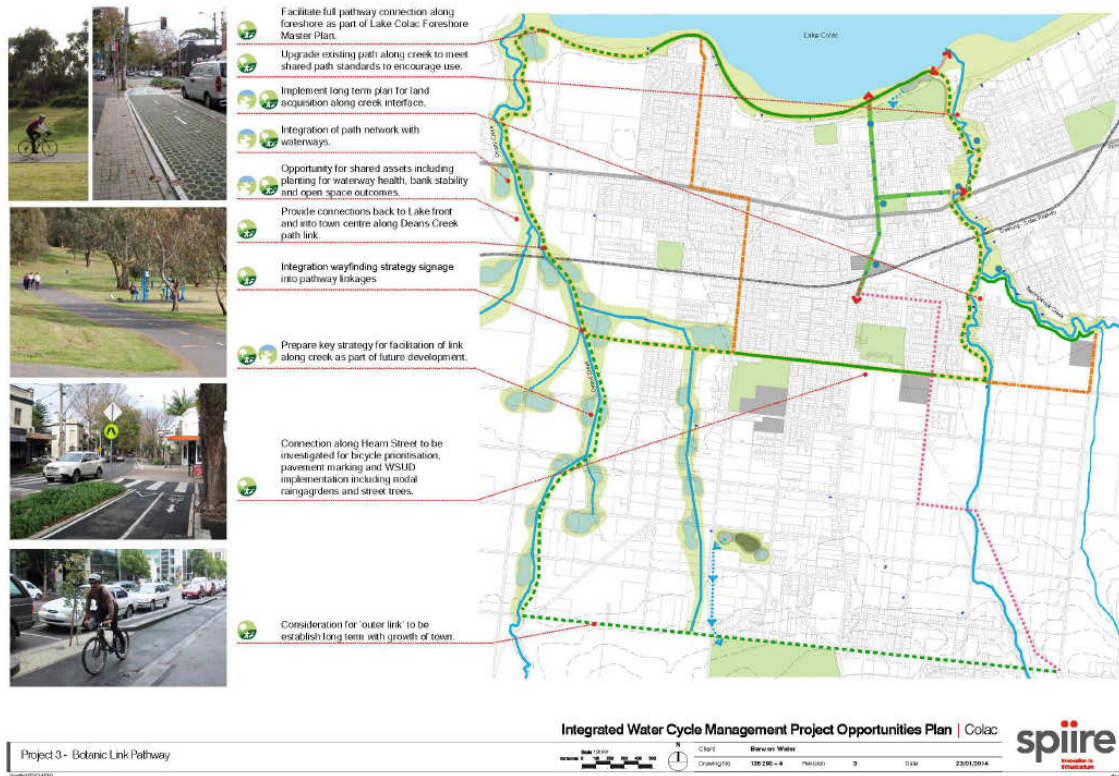 Facilitate full pathway connection along
foreshore as part of Lake Colac Foreshore
Master Plan.
Upgrade existing path along creek to meet
shared path standards to encourage use.
Implement long term plan for land
acquisition along creek interface.
Integration of path network with
waterways.
Opportunity for shared assets including
planting for waterway health, bank stability
and open space outcomes.
Provide connections back to Lake front
and into town centre along Deans Creek
path link.
Integration wayfinding strategy signage
into pathway linkages
Prepare key strategy for facilitation of link
along creek as part of future development.
Connection along Hearn Street to be
investigated for bicycle prioritisation,
pavement marking and WSUD
implementation including nodal
raingagrdens and street trees.
Consideration for 'outer link' to be
establish long term with growth of town.
Lake Colac
Deans Creek
Deans Creek
Integrated Water Cycle Management Project Opportunities Plan | Colac
Project 3 - Botanic Link Pathway
N
Client Barwon Water
Drawing No 138 290 - 4 Revision 3 Date 23/01/2014
spiire